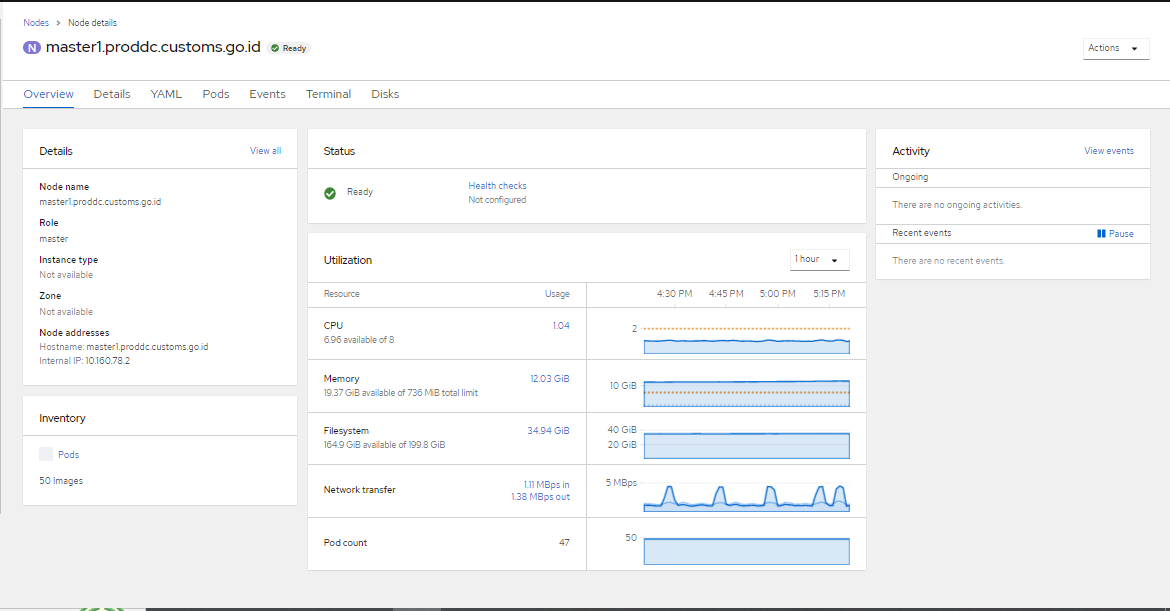 Nodes > Node details
N master1.proddc.customs.go.id Ready
Actions
Overview Details YAML Pods Events Terminal Disks
Details View all
Node name
master1.proddc.customs.go.id
Role
master
Instance type
Not available
Zone
Not available
Node addresses
Hostname: master1.proddc.customs.go.id
Internal IP: 10.160.78.2
Inventory
Pods
50 Images
Status
Ready
Health checks
Not configured
Utilization 1 hour
Resource Usage 4:30 PM 4:45 PM 5:00 PM 5:15 PM
CPU 1.04
6.96 available of 8
2
Memory 12.03 GiB
19.37 GiB available of 736 MiB total limit
10 GiB
Filesystem 34.94 GiB
164.9 GiB available of 199.8 GiB
40 GiB
20 GiB
Network transfer
1.11 MBps in
1.38 MBps out
5 MBps
Pod count 47
50
Activity View events
Ongoing
There are no ongoing activities.
Recent events Pause
There are no recent events.